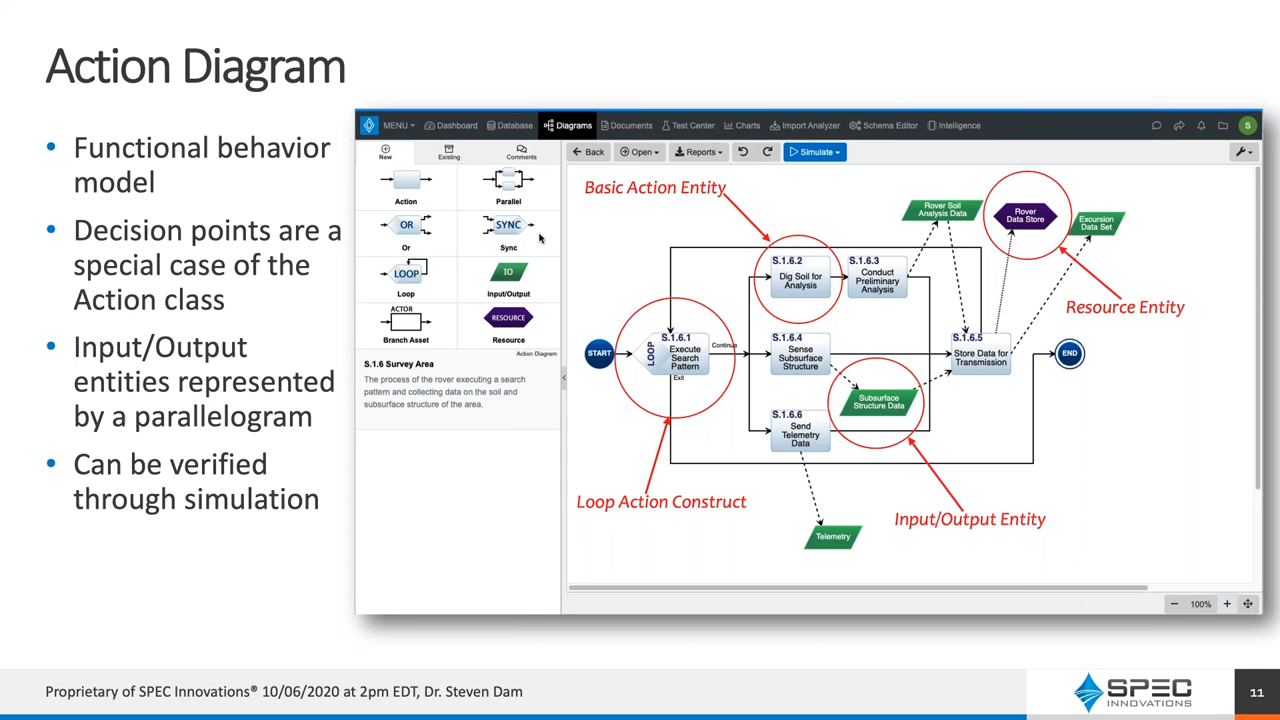 Action Diagram
• Functional behavior
model
• Decision points are a
special case of the
Action class
• Input/Output
entities represented
by a parallelogram
• Can be verified
through simulation
MENU Dashboard Database Diagrams Documents Test Center Charts Import Analyzer Schema Editor Intelligence S
New Existing Comments
Back Open Reports Simulate
Action Parallel
OR SYNC
Or Sync
LOOP IO
Loop Input/Output
ACTOR RESOURCE
Branch Asset Resource
Action Diagram
S.1.6 Survey Area
The process of the rover executing a search
pattern and collecting data on the soil and
subsurface structure of the area.
Basic Action Entity
Rover Soil
Analysis Data
Rover
Data Store
Excursion
Data Set
Resource Entity
S.1.6.2
Dig Soil for
Analysis
S.1.6.3
Conduct
Preliminary
Analysis
START
LOOP
S.1.6.1
Execute
Search
Pattern
Continue
Exit
S.1.6.4
Sense
Subsurface
Structure
S.1.6.5
Store Data for
Transmission
END
Subsurface
Structure Data
S.1.6.6
Send
Telemetry
Data
Loop Action Construct
Input/Output Entity
Telemetry
100%
Proprietary of SPEC Innovations® 10/06/2020 at 2pm EDT, Dr. Steven Dam
SPEC
INNOVATIONS
11